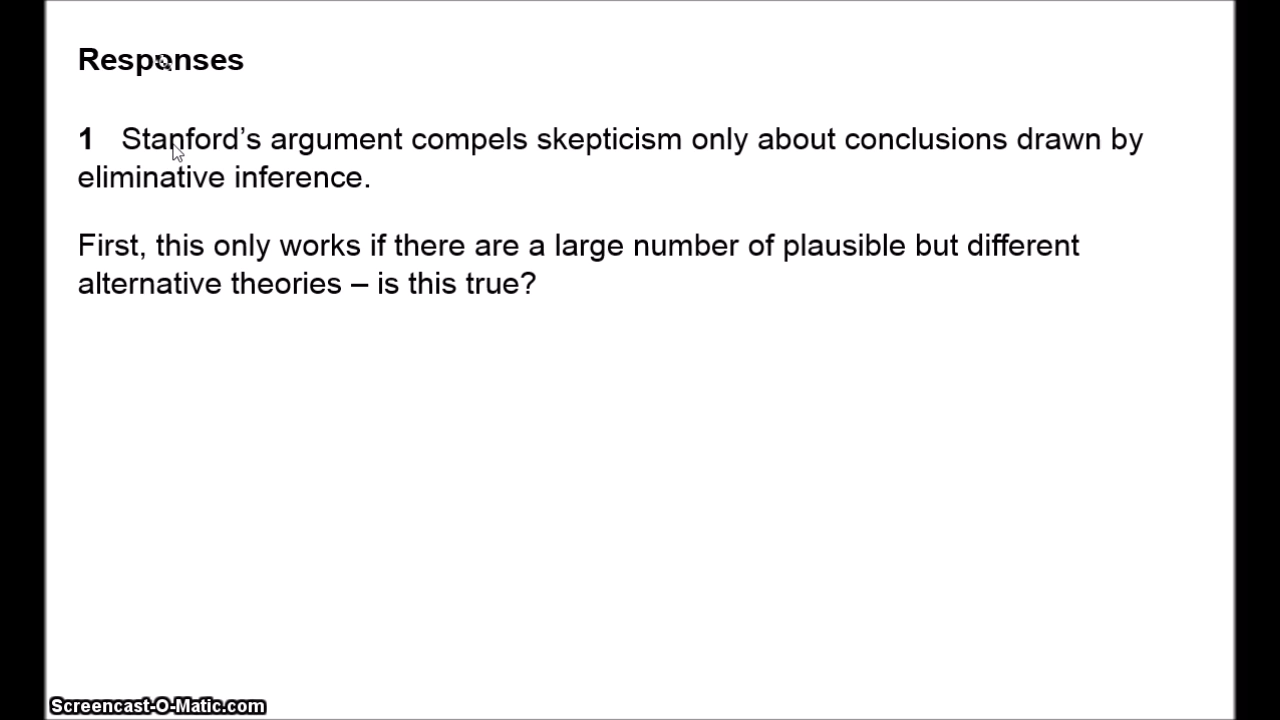 Responses
1 Stanford’s argument compels skepticism only about conclusions drawn by
eliminative inference.
First, this only works if there are a large number of plausible but different
alternative theories – is this true?
Screencast-O-Matic.com